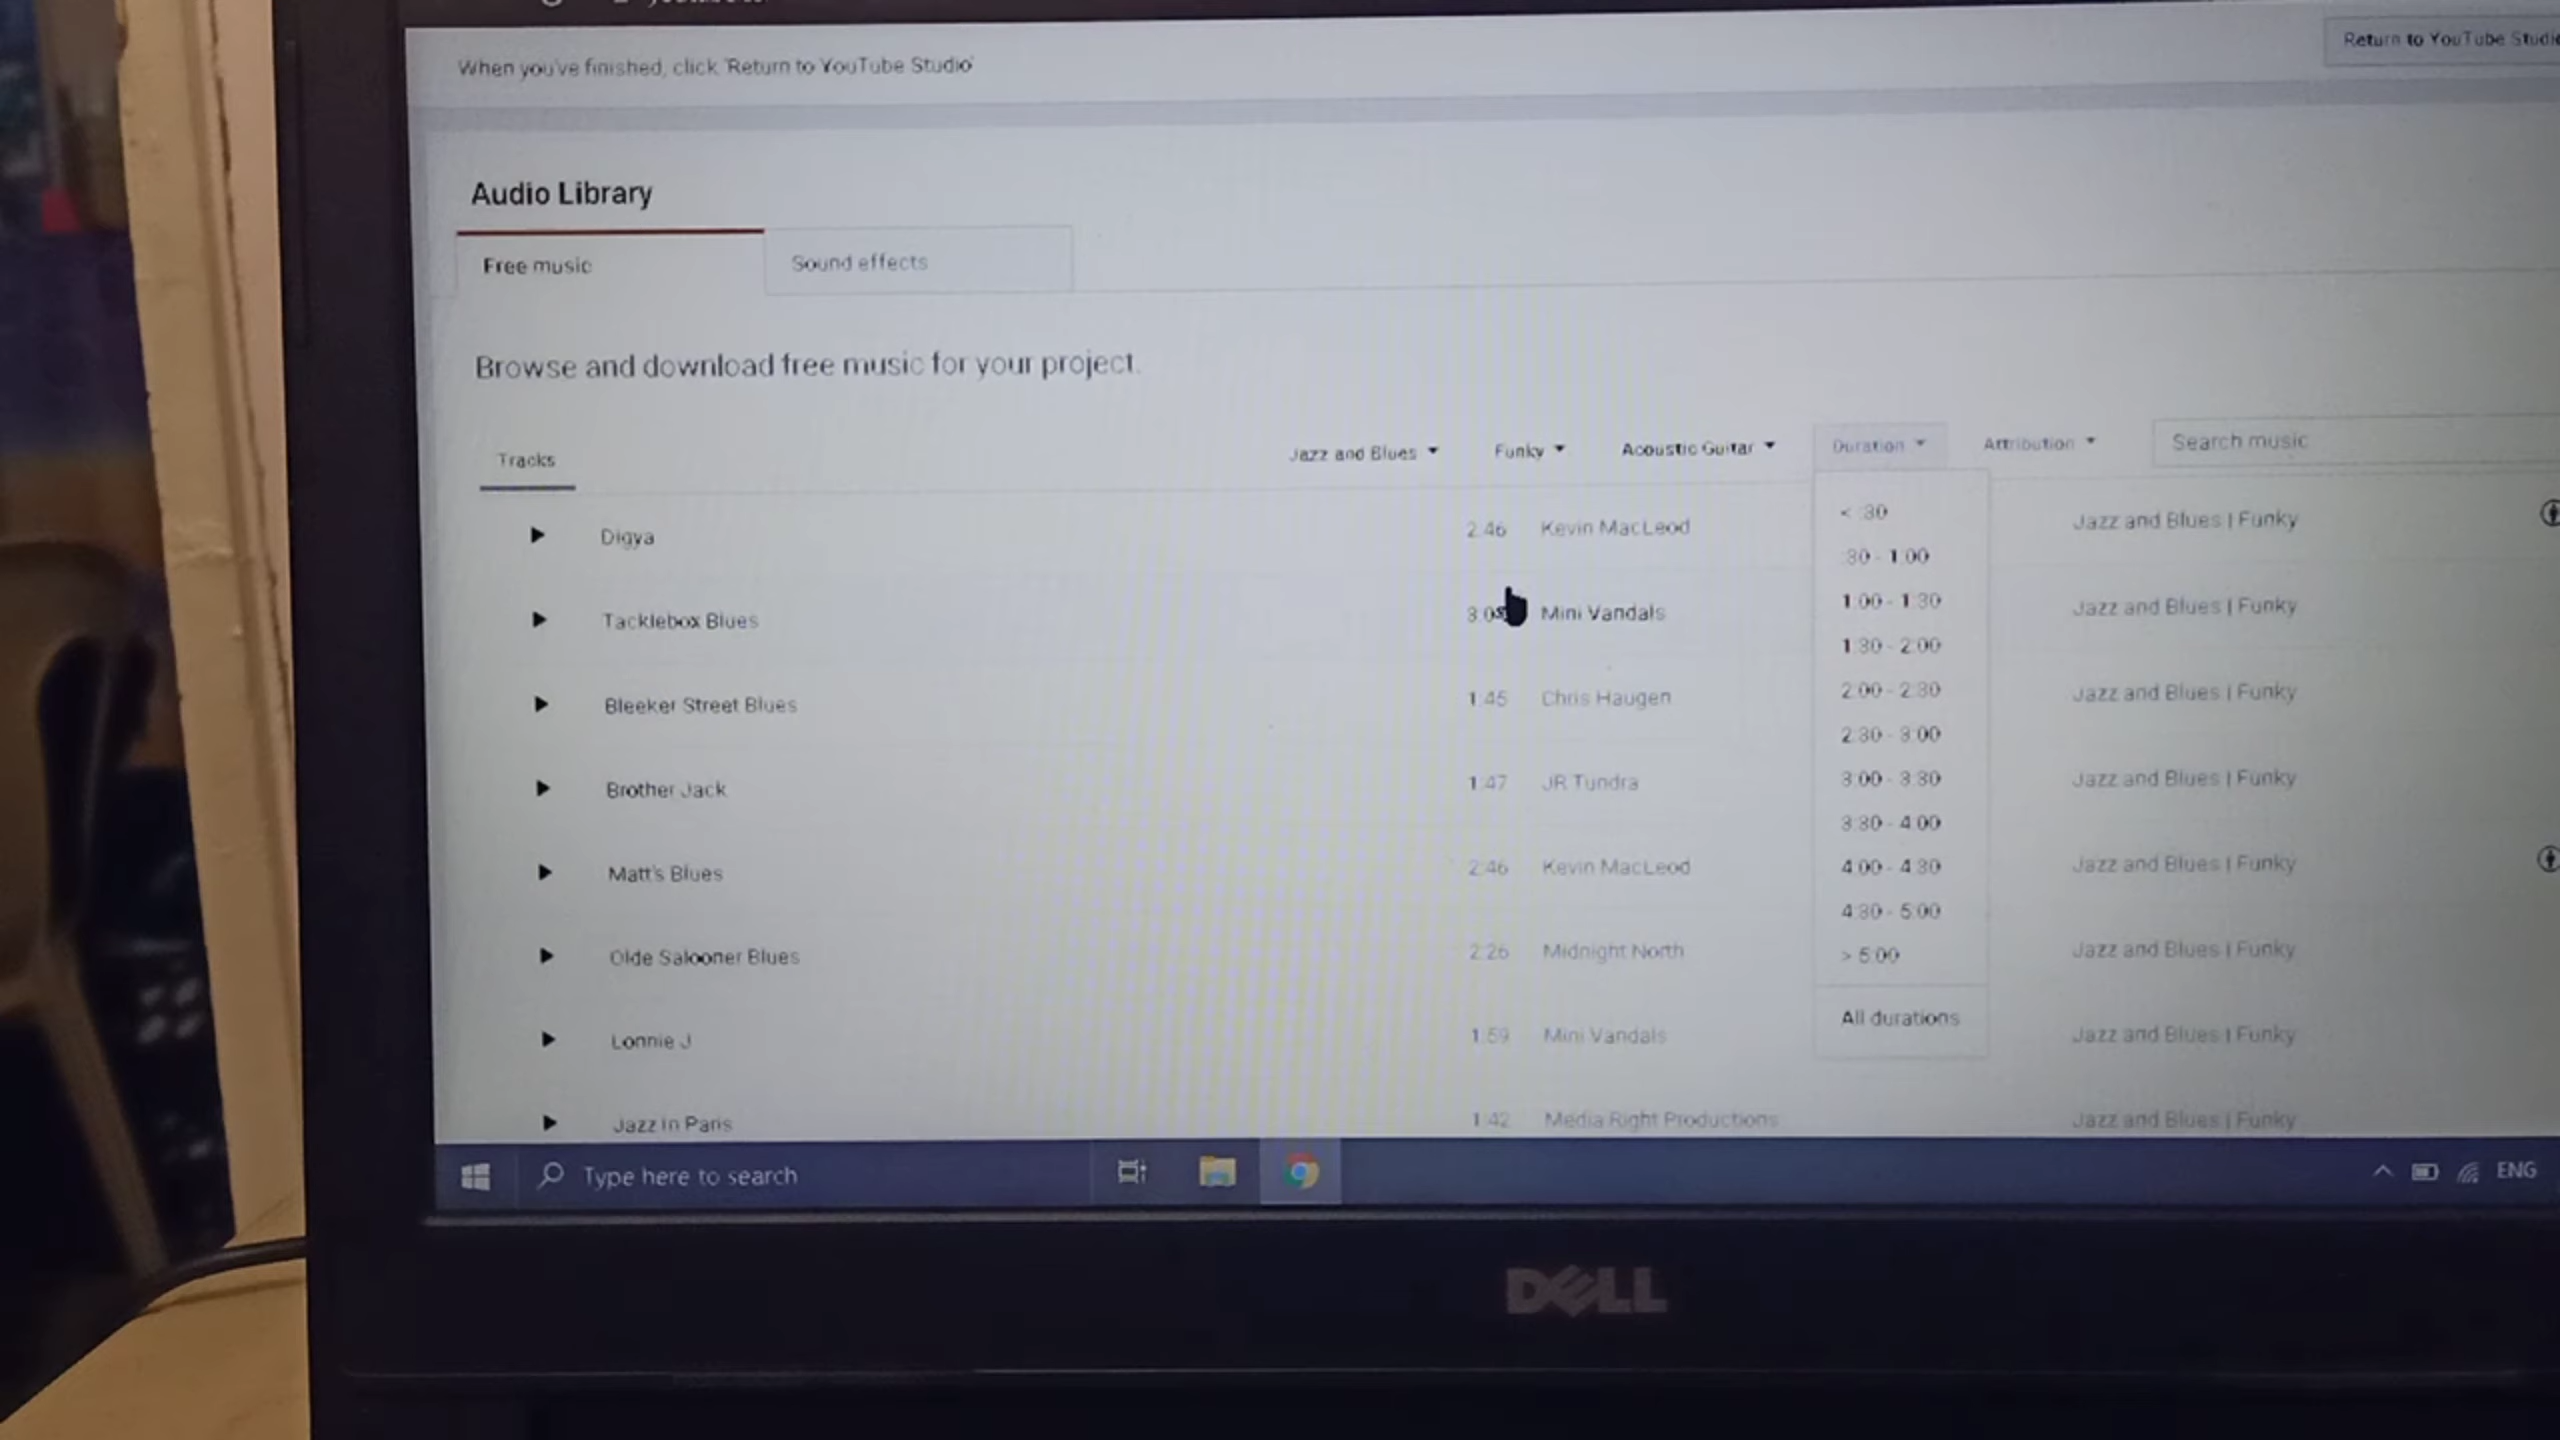 When you've finished, click 'Return to YouTube Studio'
Return to YouTube Studio
Audio Library
Free music
Sound effects
Browse and download free music for your project.
Tracks
Jazz and Blues
Funky
Acoustic Guitar
Duration
Attribution
Search music
Digya 2:46 Kevin MacLeod Jazz and Blues | Funky
Tacklebox Blues Mini Vandals Jazz and Blues | Funky
Bleeker Street Blues 1:45 Chris Haugen Jazz and Blues | Funky
Brother Jack 1:47 JR Tundra Jazz and Blues | Funky
Matt's Blues 2:46 Kevin MacLeod Jazz and Blues | Funky
Olde Salooner Blues 2:26 Midnight North Jazz and Blues | Funky
Lonnie J 1:59 Mini Vandals Jazz and Blues | Funky
Jazz In Paris 1:42 Media Right Productions Jazz and Blues | Funky
< :30
:30 - 1:00
1:00 - 1:30
1:30 - 2:00
2:00 - 2:30
2:30 - 3:00
3:00 - 3:30
3:30 - 4:00
4:00 - 4:30
4:30 - 5:00
> 5:00
All durations
Type here to search
ENG
DELL